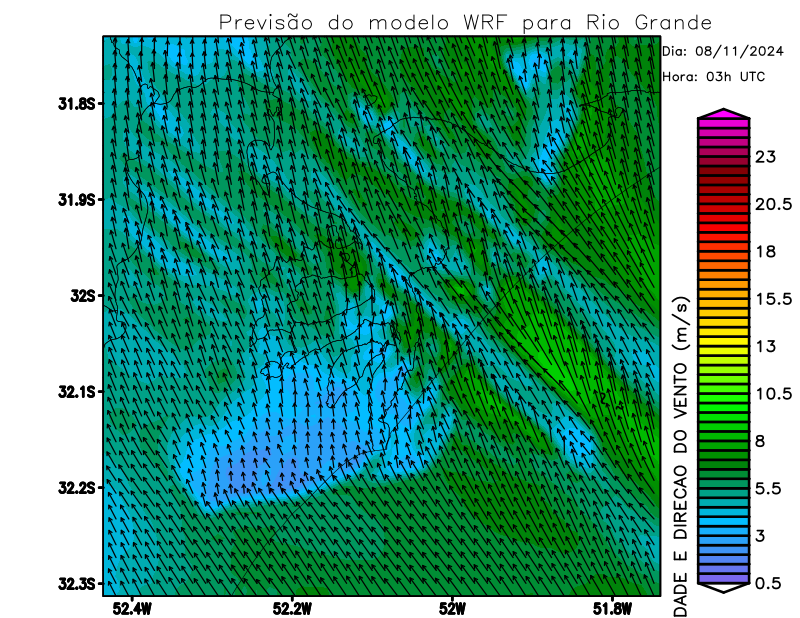 Previsão do modelo WRF para Rio Grande
Dia: 08/11/2024
Hora: 03h UTC
31.8S
31.9S
32S
32.1S
32.2S
32.3S
52.4W
52.2W
52W
51.8W
23
20.5
18
15.5
13
10.5
8
5.5
3
0.5
DADE E DIRECAO DO VENTO (m/s)